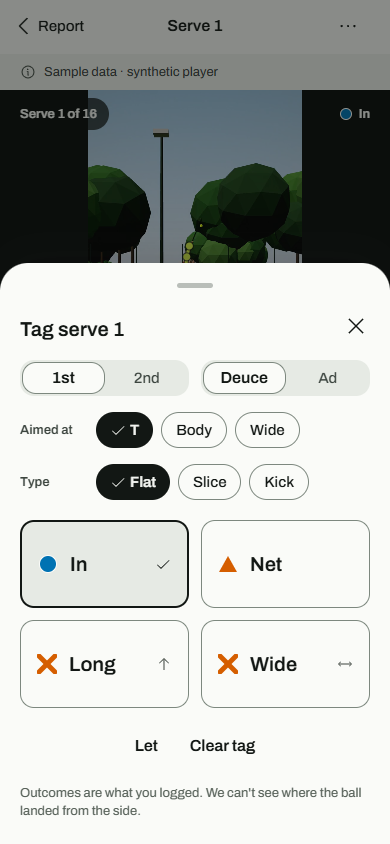 Report
Serve 1
Sample data · synthetic player
Serve 1 of 16
In
Tag serve 1
1st
2nd
Deuce
Ad
Aimed at
T
Body
Wide
Type
Flat
Slice
Kick
In
Net
Long
Wide
Let
Clear tag
Outcomes are what you logged. We can't see where the ball
landed from the side.